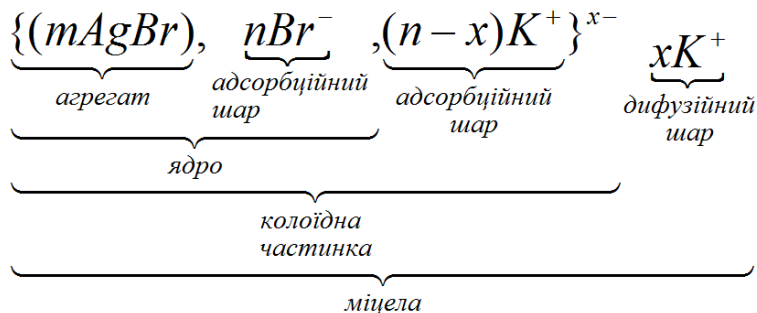 {(mAgBr), nBr⁻ ,(n − x)K⁺}ˣ⁻ xK⁺
агрегат
адсорбційний
шар
адсорбційний
шар
дифузійний
шар
ядро
колоїдна
частинка
міцела